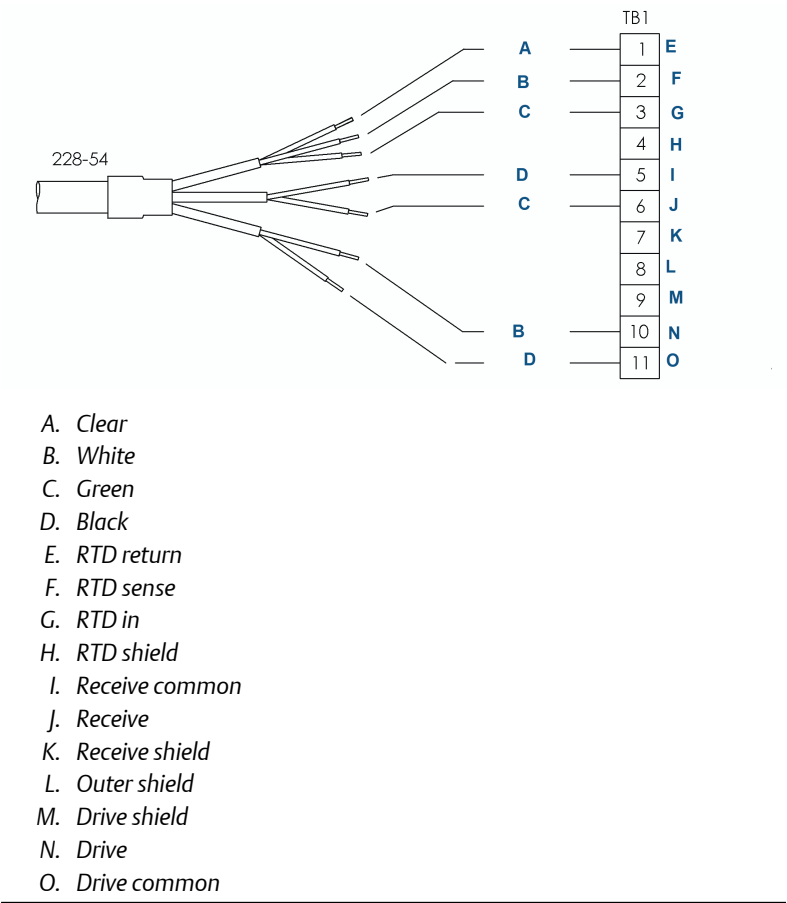 TB1
A 1 E
B 2 F
C 3 G
4 H
228-54
D 5 I
C 6 J
7 K
8 L
9 M
B 10 N
D 11 O
A. Clear
B. White
C. Green
D. Black
E. RTD return
F. RTD sense
G. RTD in
H. RTD shield
I. Receive common
J. Receive
K. Receive shield
L. Outer shield
M. Drive shield
N. Drive
O. Drive common